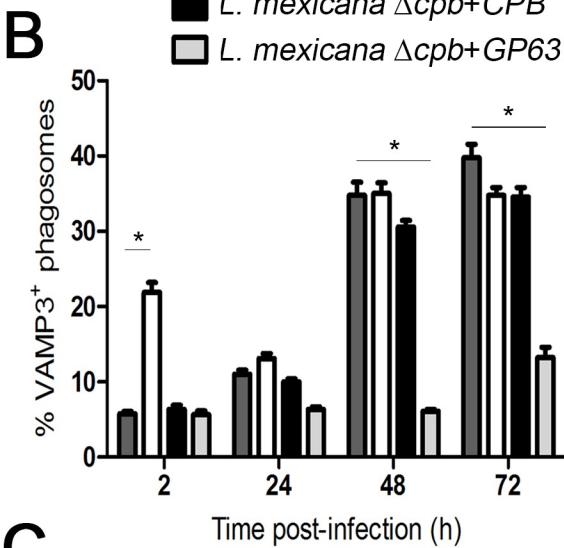 B
L. mexicana Δcpb+CPB
L. mexicana Δcpb+GP63
% VAMP3+ phagosomes
50
40
30
20
10
0
*
*
*
2 24 48 72
Time post-infection (h)
C